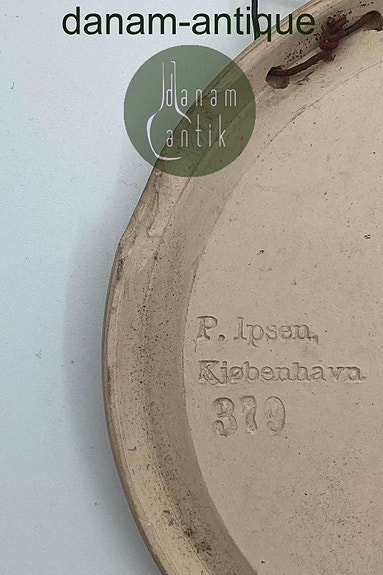 danam-antique
danam
antik
P. Ipsen,
Kjøbenhavn
379